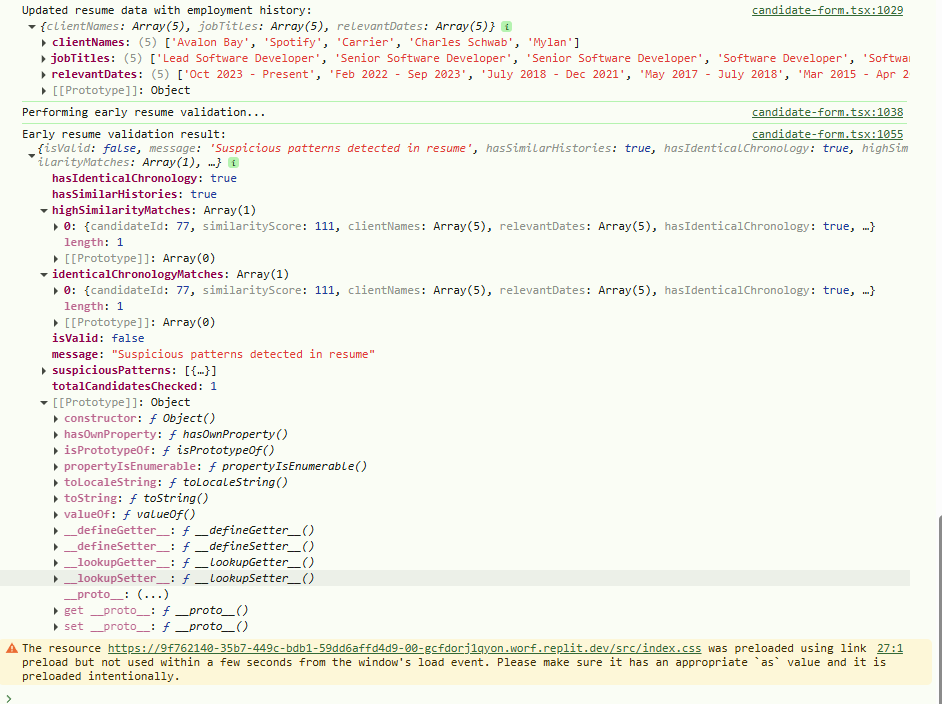 Updated resume data with employment history: candidate-form.tsx:1029
{clientNames: Array(5), jobTitles: Array(5), relevantDates: Array(5)} i
clientNames: (5) ['Avalon Bay', 'Spotify', 'Carrier', 'Charles Schwab', 'Mylan']
jobTitles: (5) ['Lead Software Developer', 'Senior Software Developer', 'Senior Software Developer', 'Software Developer', 'Softwa
relevantDates: (5) ['Oct 2023 - Present', 'Feb 2022 - Sep 2023', 'July 2018 - Dec 2021', 'May 2017 - July 2018', 'Mar 2015 - Apr 2
[[Prototype]]: Object
Performing early resume validation... candidate-form.tsx:1038
Early resume validation result: candidate-form.tsx:1055
{isValid: false, message: 'Suspicious patterns detected in resume', hasSimilarHistories: true, hasIdenticalChronology: true, highSim
ilarityMatches: Array(1), …} i
hasIdenticalChronology: true
hasSimilarHistories: true
highSimilarityMatches: Array(1)
0: {candidateId: 77, similarityScore: 111, clientNames: Array(5), relevantDates: Array(5), hasIdenticalChronology: true, …}
length: 1
[[Prototype]]: Array(0)
identicalChronologyMatches: Array(1)
0: {candidateId: 77, similarityScore: 111, clientNames: Array(5), relevantDates: Array(5), hasIdenticalChronology: true, …}
length: 1
[[Prototype]]: Array(0)
isValid: false
message: "Suspicious patterns detected in resume"
suspiciousPatterns: [{…}]
totalCandidatesChecked: 1
[[Prototype]]: Object
constructor: ƒ Object()
hasOwnProperty: ƒ hasOwnProperty()
isPrototypeOf: ƒ isPrototypeOf()
propertyIsEnumerable: ƒ propertyIsEnumerable()
toLocaleString: ƒ toLocaleString()
toString: ƒ toString()
valueOf: ƒ valueOf()
__defineGetter__: ƒ __defineGetter__()
__defineSetter__: ƒ __defineSetter__()
__lookupGetter__: ƒ __lookupGetter__()
__lookupSetter__: ƒ __lookupSetter__()
__proto__: (...)
get __proto__: ƒ __proto__()
set __proto__: ƒ __proto__()
The resource https://9f762140-35b7-449c-bdb1-59dd6affd4d9-00-gcfdorj1qyon.worf.replit.dev/src/index.css was preloaded using link 27:1
preload but not used within a few seconds from the window's load event. Please make sure it has an appropriate `as` value and it is
preloaded intentionally.